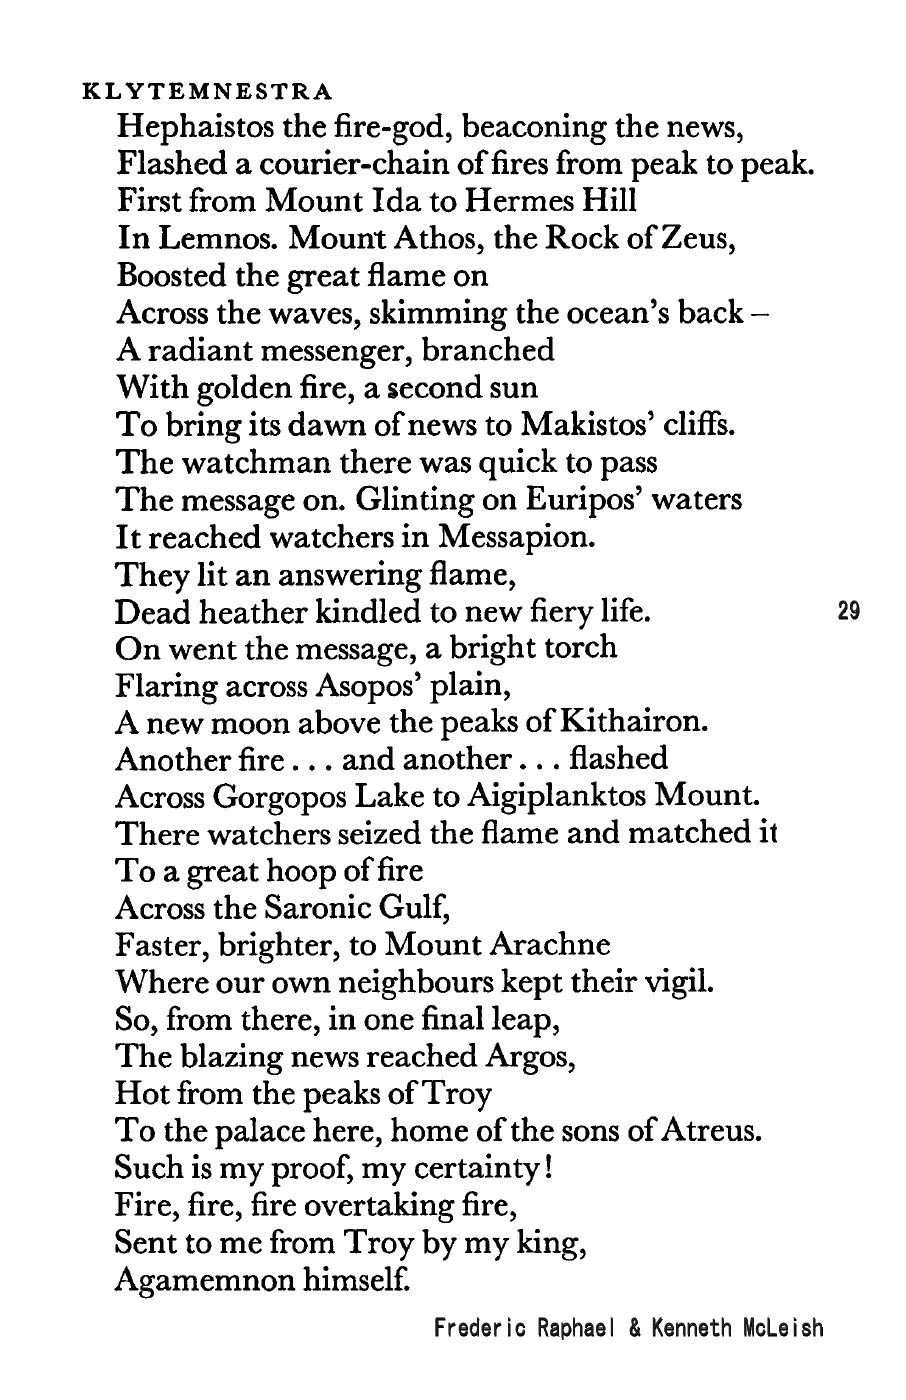 KLYTEMNESTRA
Hephaistos the fire-god, beaconing the news,
Flashed a courier-chain of fires from peak to peak.
First from Mount Ida to Hermes Hill
In Lemnos. Mount Athos, the Rock of Zeus,
Boosted the great flame on
Across the waves, skimming the ocean's back –
A radiant messenger, branched
With golden fire, a second sun
To bring its dawn of news to Makistos' cliffs.
The watchman there was quick to pass
The message on. Glinting on Euripos' waters
It reached watchers in Messapion.
They lit an answering flame,
Dead heather kindled to new fiery life. 29
On went the message, a bright torch
Flaring across Asopos' plain,
A new moon above the peaks of Kithairon.
Another fire . . . and another . . . flashed
Across Gorgopos Lake to Aigiplanktos Mount.
There watchers seized the flame and matched it
To a great hoop of fire
Across the Saronic Gulf,
Faster, brighter, to Mount Arachne
Where our own neighbours kept their vigil.
So, from there, in one final leap,
The blazing news reached Argos,
Hot from the peaks of Troy
To the palace here, home of the sons of Atreus.
Such is my proof, my certainty!
Fire, fire, fire overtaking fire,
Sent to me from Troy by my king,
Agamemnon himself.
Frederic Raphael & Kenneth McLeish